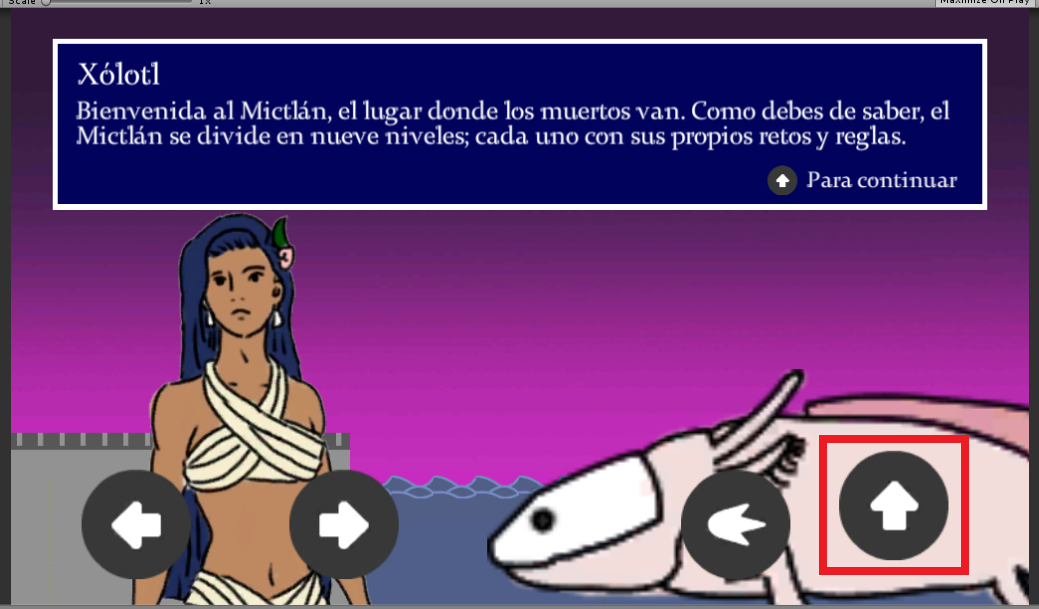 Scale 1x Maximize On Play
Xólotl
Bienvenida al Mictlán, el lugar donde los muertos van. Como debes de saber, el
Mictlán se divide en nueve niveles; cada uno con sus propios retos y reglas.
Para continuar